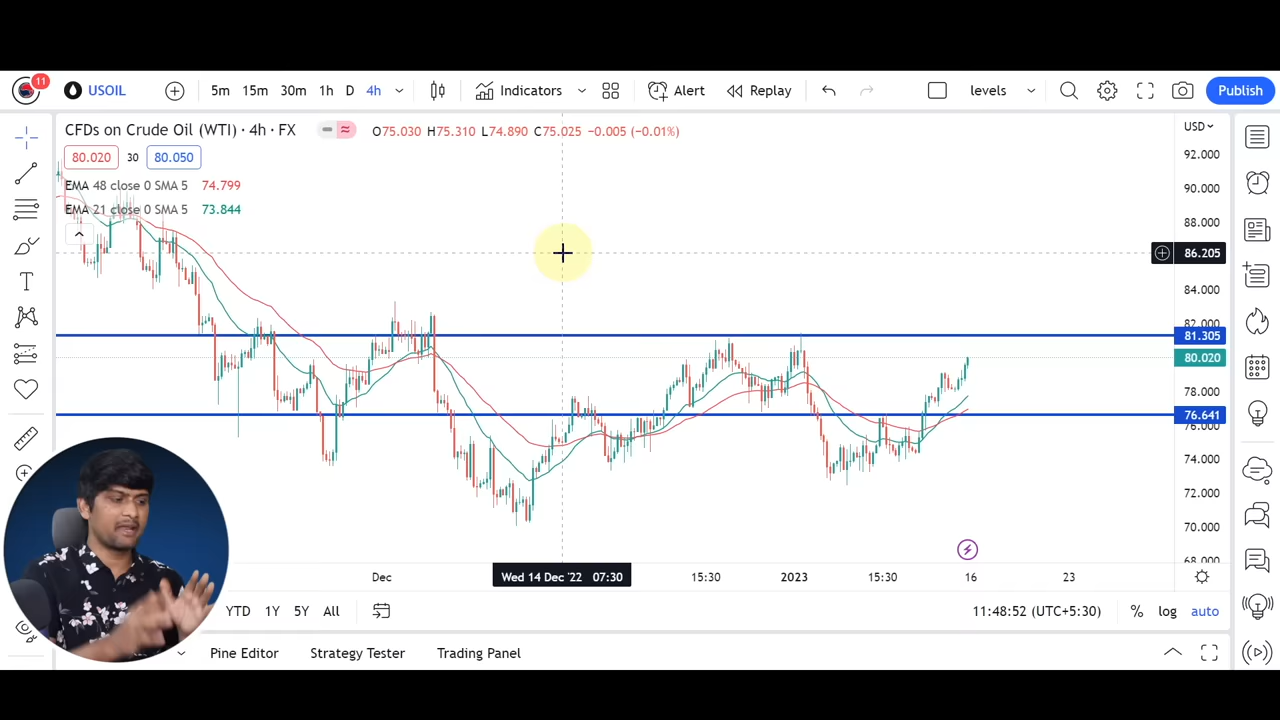 11
USOIL 5m 15m 30m 1h D 4h Indicators Alert Replay levels Publish
CFDs on Crude Oil (WTI) · 4h · FX O75.030 H75.310 L74.890 C75.025 −0.005 (−0.01%)
USD
80.020 30 80.050
EMA 48 close 0 SMA 5 74.799
EMA 21 close 0 SMA 5 73.844
92.000
90.000
88.000
86.205
84.000
82.000
81.305
80.020
78.000
76.641
76.000
74.000
72.000
70.000
68.000
Dec Wed 14 Dec '22 07:30 15:30 2023 15:30 16 23
YTD 1Y 5Y All 11:48:52 (UTC+5:30) % log auto
Pine Editor Strategy Tester Trading Panel